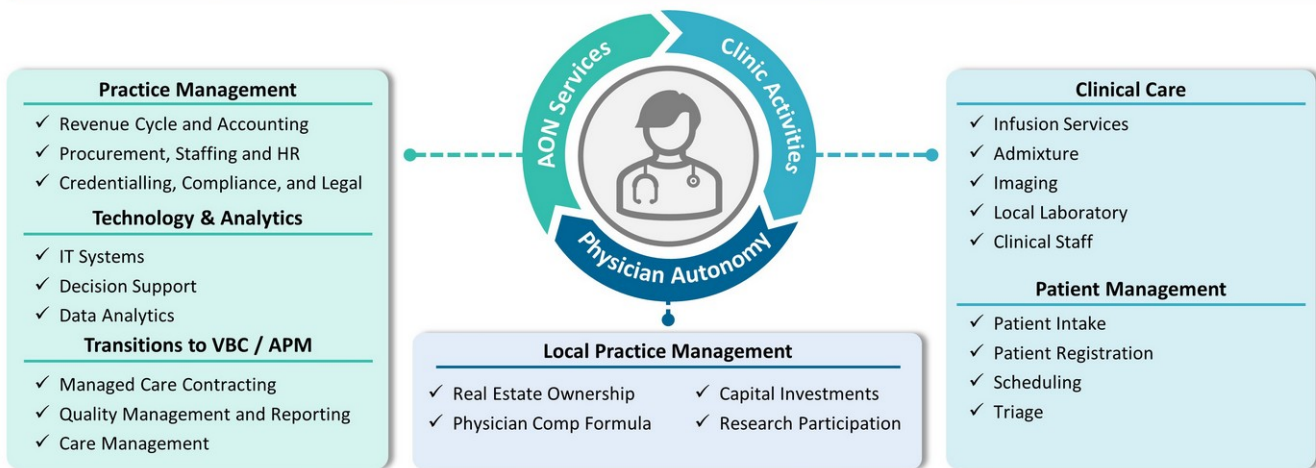 AON Services
Clinic Activities
Physician Autonomy
Practice Management
✓ Revenue Cycle and Accounting
✓ Procurement, Staffing and HR
✓ Credentialling, Compliance, and Legal
Technology & Analytics
✓ IT Systems
✓ Decision Support
✓ Data Analytics
Transitions to VBC / APM
✓ Managed Care Contracting
✓ Quality Management and Reporting
✓ Care Management
Local Practice Management
✓ Real Estate Ownership
✓ Physician Comp Formula
✓ Capital Investments
✓ Research Participation
Clinical Care
✓ Infusion Services
✓ Admixture
✓ Imaging
✓ Local Laboratory
✓ Clinical Staff
Patient Management
✓ Patient Intake
✓ Patient Registration
✓ Scheduling
✓ Triage